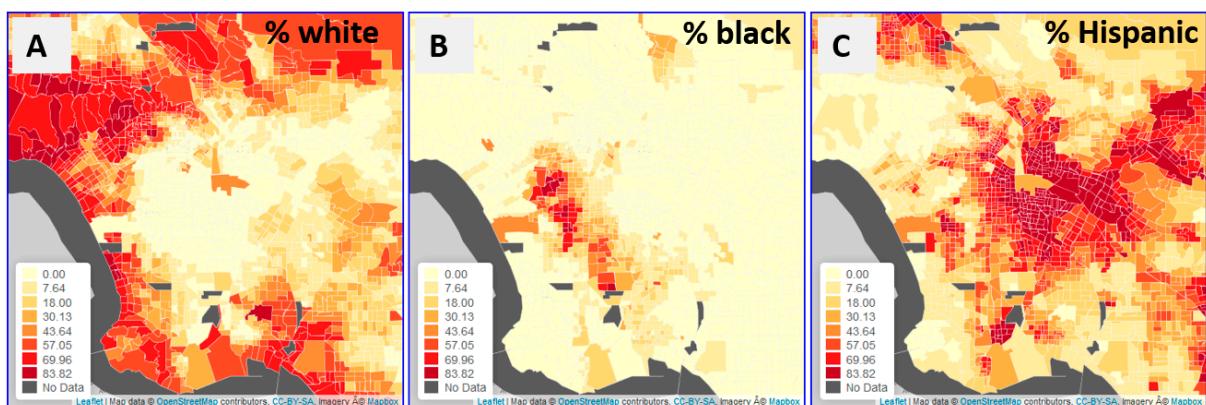 A
% white
0.00
7.64
18.00
30.13
43.64
57.05
69.96
83.82
No Data
Leaflet | Map data © OpenStreetMap contributors, CC-BY-SA, Imagery Â© Mapbox
B
% black
0.00
7.64
18.00
30.13
43.64
57.05
69.96
83.82
No Data
Leaflet | Map data © OpenStreetMap contributors, CC-BY-SA, Imagery Â© Mapbox
C
% Hispanic
0.00
7.64
18.00
30.13
43.64
57.05
69.96
83.82
No Data
Leaflet | Map data © OpenStreetMap contributors, CC-BY-SA, Imagery Â© Mapbox